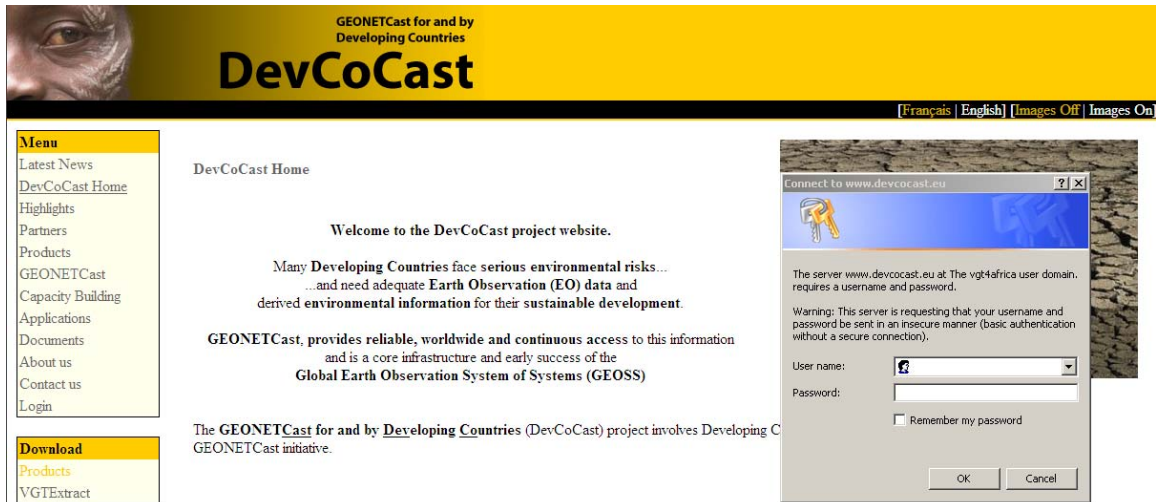 GEONETCast for and by
Developing Countries
DevCoCast
[Français | English] [Images Off | Images On]
Menu
Latest News
DevCoCast Home
Highlights
Partners
Products
GEONETCast
Capacity Building
Applications
Documents
About us
Contact us
Login
Download
Products
VGTExtract
DevCoCast Home
Welcome to the DevCoCast project website.
Many Developing Countries face serious environmental risks...
...and need adequate Earth Observation (EO) data and
derived environmental information for their sustainable development.
GEONETCast, provides reliable, worldwide and continuous access to this information
and is a core infrastructure and early success of the
Global Earth Observation System of Systems (GEOSS)
The GEONETCast for and by Developing Countries (DevCoCast) project involves Developing C
GEONETCast initiative.
Connect to www.devcocast.eu
The server www.devcocast.eu at The vgt4africa user domain.
requires a username and password.
Warning: This server is requesting that your username and
password be sent in an insecure manner (basic authentication
without a secure connection).
User name:
Password:
Remember my password
OK Cancel